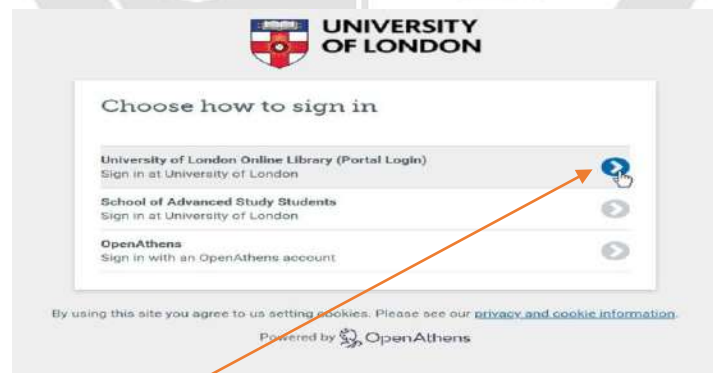 UNIVERSITY
OF LONDON
Choose how to sign in
University of London Online Library (Portal Login)
Sign in at University of London
School of Advanced Study Students
Sign in at University of London
OpenAthens
Sign in with an OpenAthens account
By using this site you agree to us setting cookies. Please see our privacy and cookie information.
Powered by OpenAthens